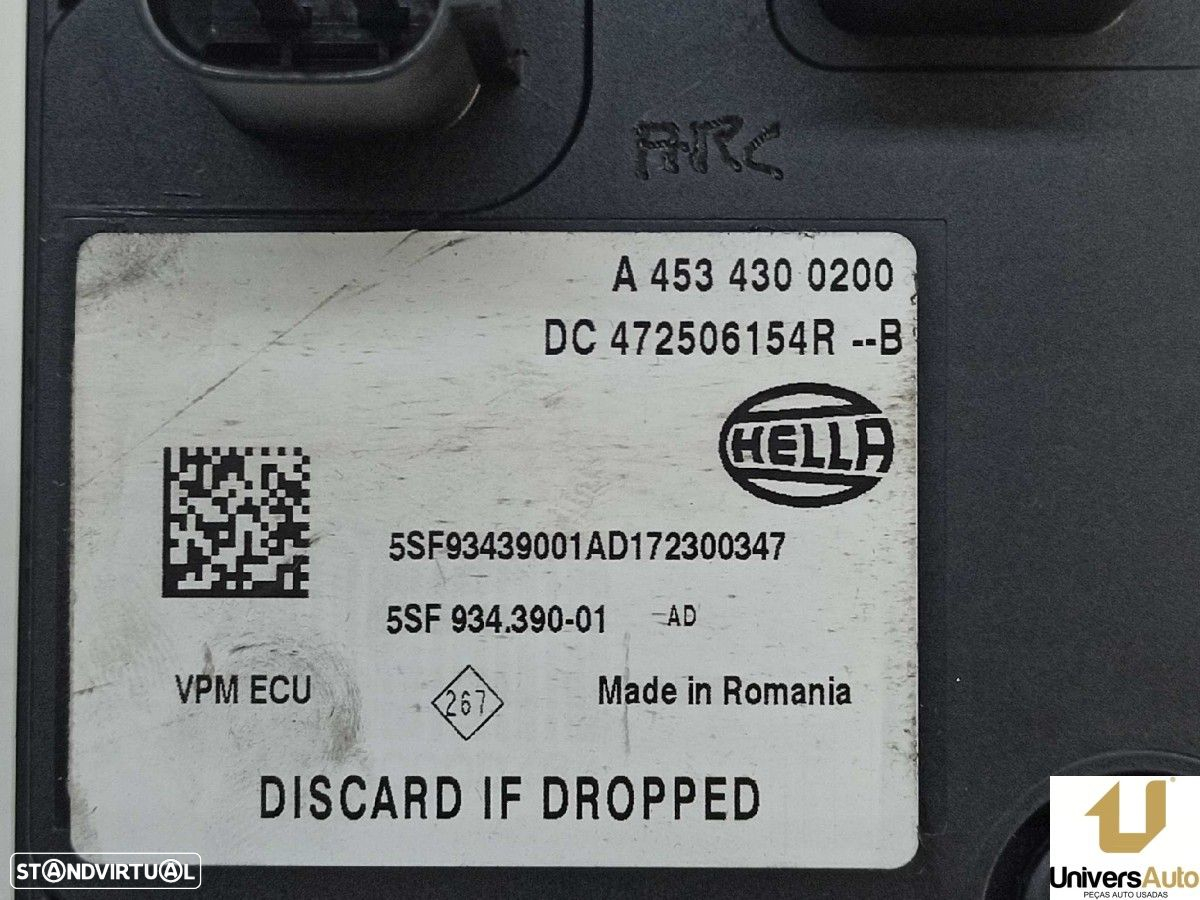 A 453 430 0200
DC 472506154R --B
HELLA
5SF93439001AD172300347
5SF 934.390-01 AD
VPM ECU
267
Made in Romania
DISCARD IF DROPPED
STANDVIRTUAL
UniversAuto
PEÇAS AUTO USADAS